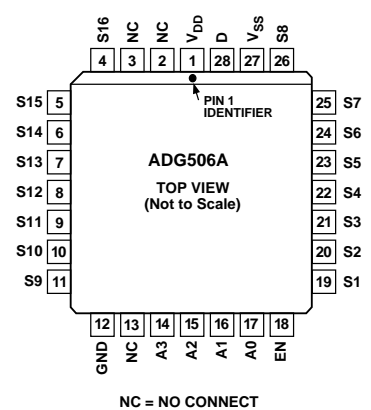 S16 NC NC VDD D VSS S8
4 3 2 1 28 27 26
PIN 1
IDENTIFIER
S15 5
S14 6
S13 7
S12 8
S11 9
S10 10
S9 11
ADG506A
TOP VIEW
(Not to Scale)
25 S7
24 S6
23 S5
22 S4
21 S3
20 S2
19 S1
12 13 14 15 16 17 18
GND NC A3 A2 A1 A0 EN
NC = NO CONNECT